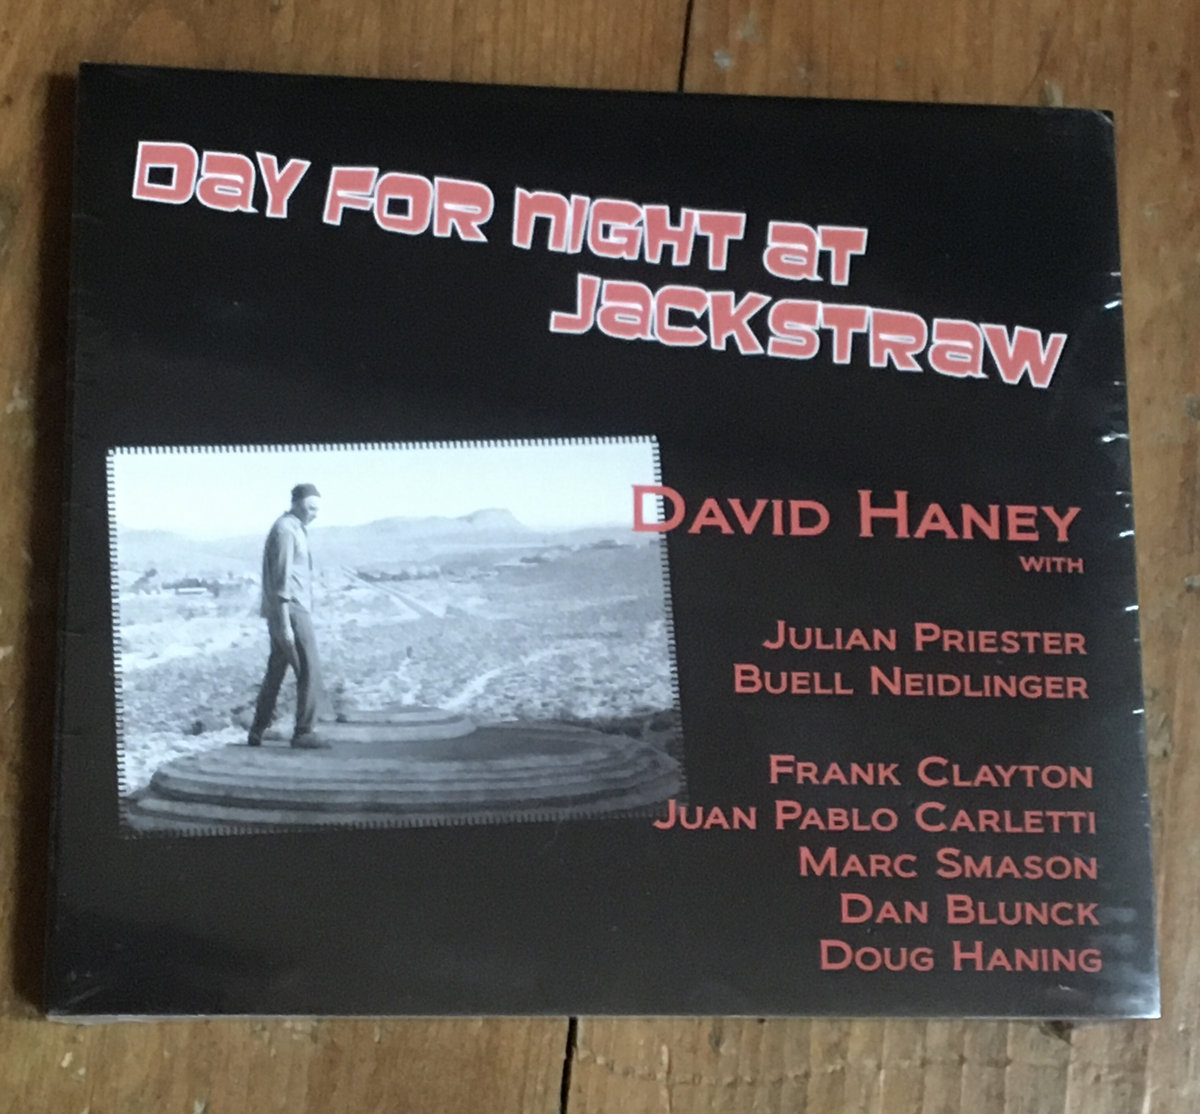 Day for Night at
Jackstraw
David Haney
with
Julian Priester
Buell Neidlinger
Frank Clayton
Juan Pablo Carletti
Marc Smason
Dan Blunck
Doug Haning